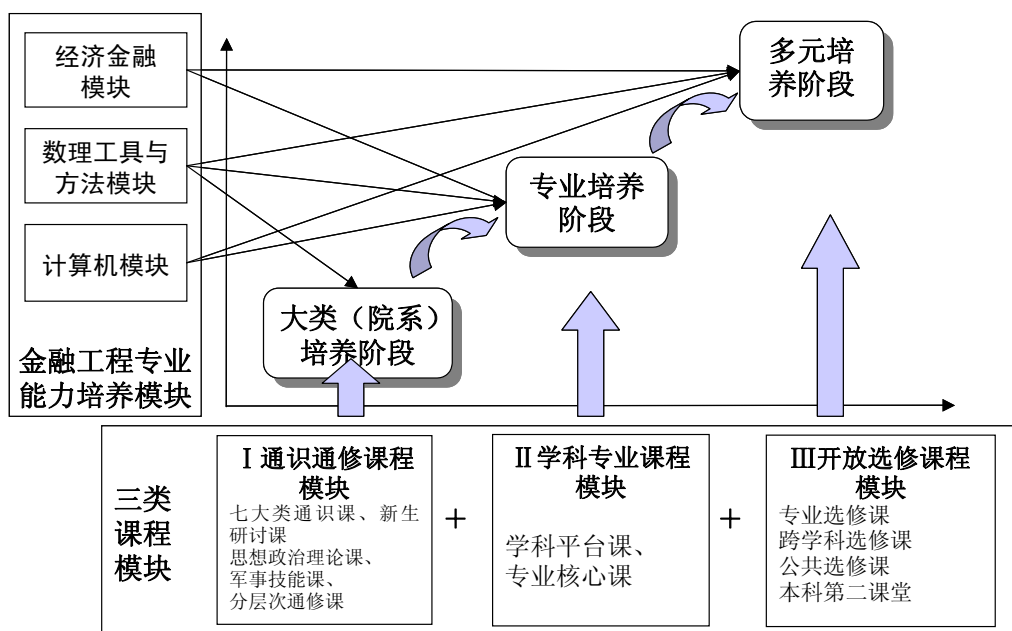 经济金融
模块
数理工具与
方法模块
计算机模块
金融工程专业
能力培养模块
多元培
养阶段
专业培养
阶段
大类（院系）
培养阶段
三类
课程
模块
Ⅰ通识通修课程
模块
七大类通识课、新生
研讨课
思想政治理论课、
军事技能课、
分层次通修课
+
Ⅱ学科专业课程
模块
学科平台课、
专业核心课
+
Ⅲ开放选修课程
模块
专业选修课
跨学科选修课
公共选修课
本科第二课堂